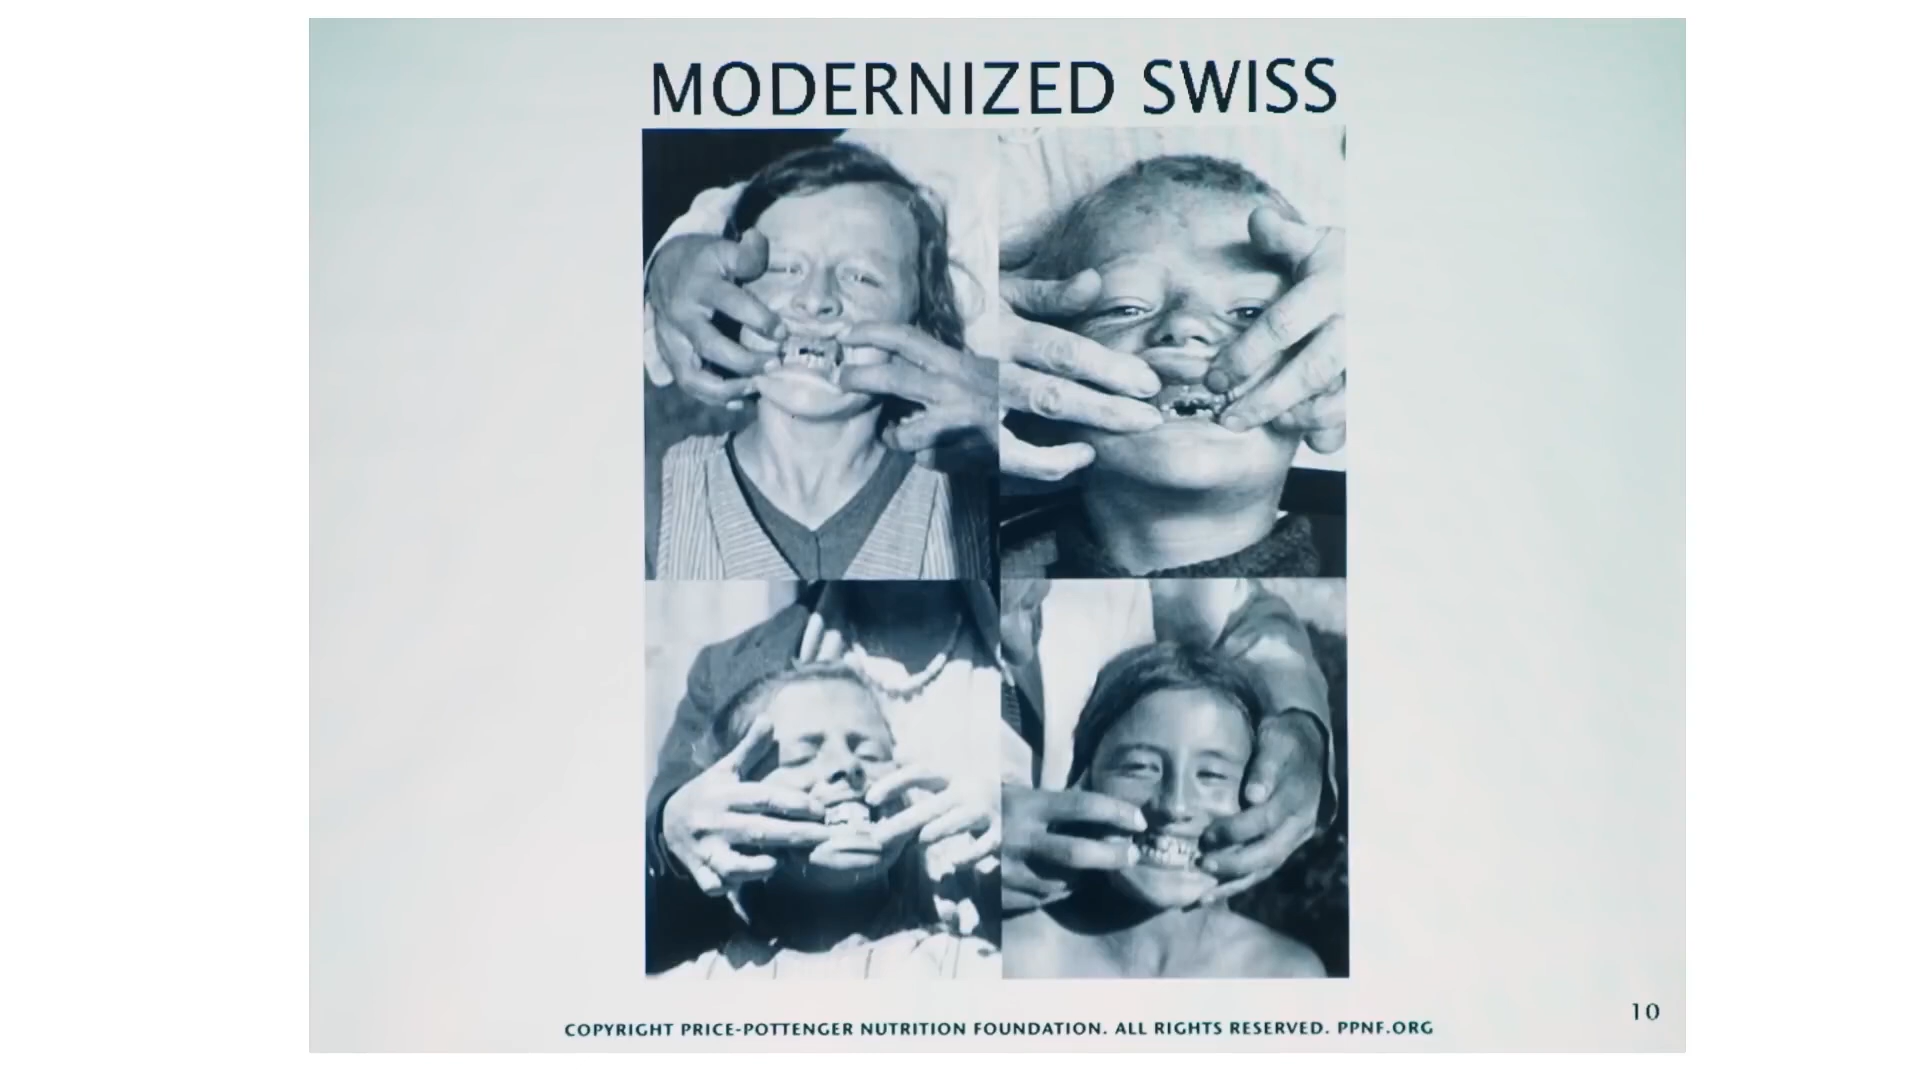 MODERNIZED SWISS
COPYRIGHT PRICE-POTTENGER NUTRITION FOUNDATION. ALL RIGHTS RESERVED. PPNF.ORG
10